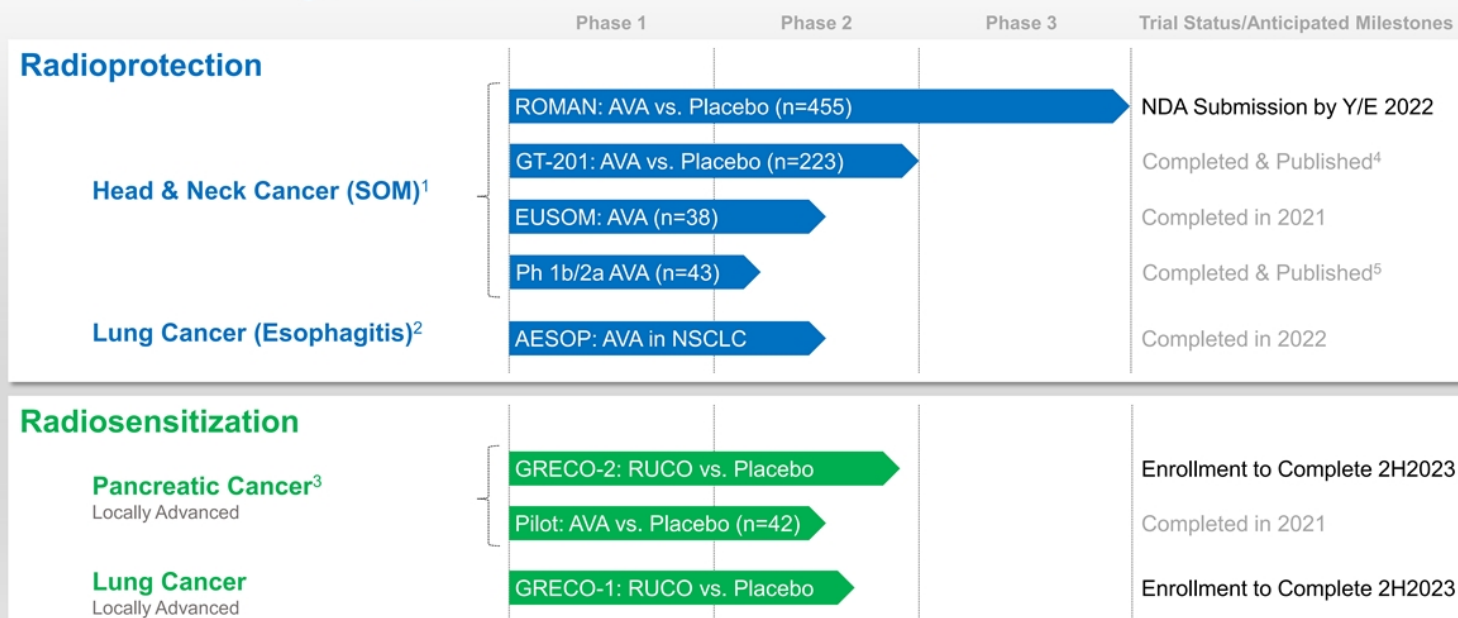 Phase 1 Phase 2 Phase 3 Trial Status/Anticipated Milestones
Radioprotection
ROMAN: AVA vs. Placebo (n=455) NDA Submission by Y/E 2022
GT-201: AVA vs. Placebo (n=223) Completed & Published⁴
Head & Neck Cancer (SOM)¹
EUSOM: AVA (n=38) Completed in 2021
Ph 1b/2a AVA (n=43) Completed & Published⁵
Lung Cancer (Esophagitis)² AESOP: AVA in NSCLC Completed in 2022
Radiosensitization
GRECO-2: RUCO vs. Placebo Enrollment to Complete 2H2023
Pancreatic Cancer³
Locally Advanced
Pilot: AVA vs. Placebo (n=42) Completed in 2021
Lung Cancer GRECO-1: RUCO vs. Placebo Enrollment to Complete 2H2023
Locally Advanced